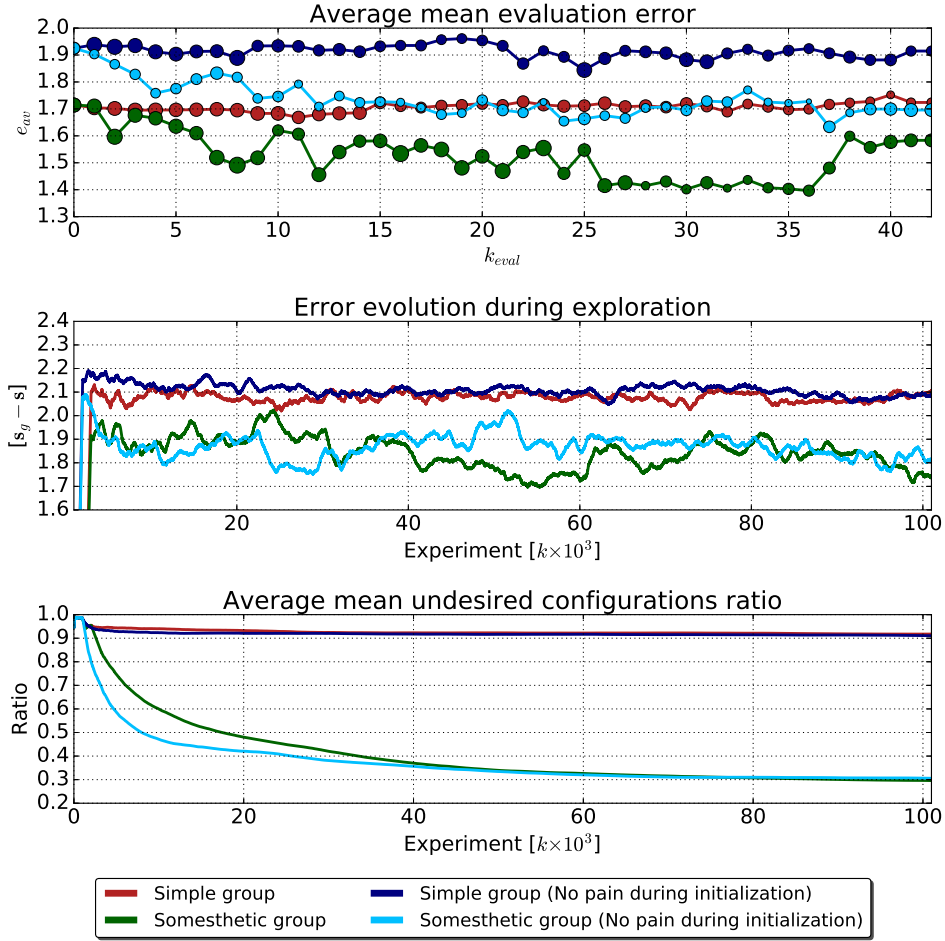 Average mean evaluation error
2.0
1.9
1.8
1.7
1.6
1.5
1.4
1.3
e_av
0 5 10 15 20 25 30 35 40
k_eval
Error evolution during exploration
2.4
2.3
2.2
2.1
2.0
1.9
1.8
1.7
1.6
[s_g − s]
20 40 60 80 100
Experiment [k×10³]
Average mean undesired configurations ratio
1.0
0.9
0.8
0.7
0.6
0.5
0.4
0.3
0.2
Ratio
0 20 40 60 80 100
Experiment [k×10³]
Simple group
Somesthetic group
Simple group (No pain during initialization)
Somesthetic group (No pain during initialization)